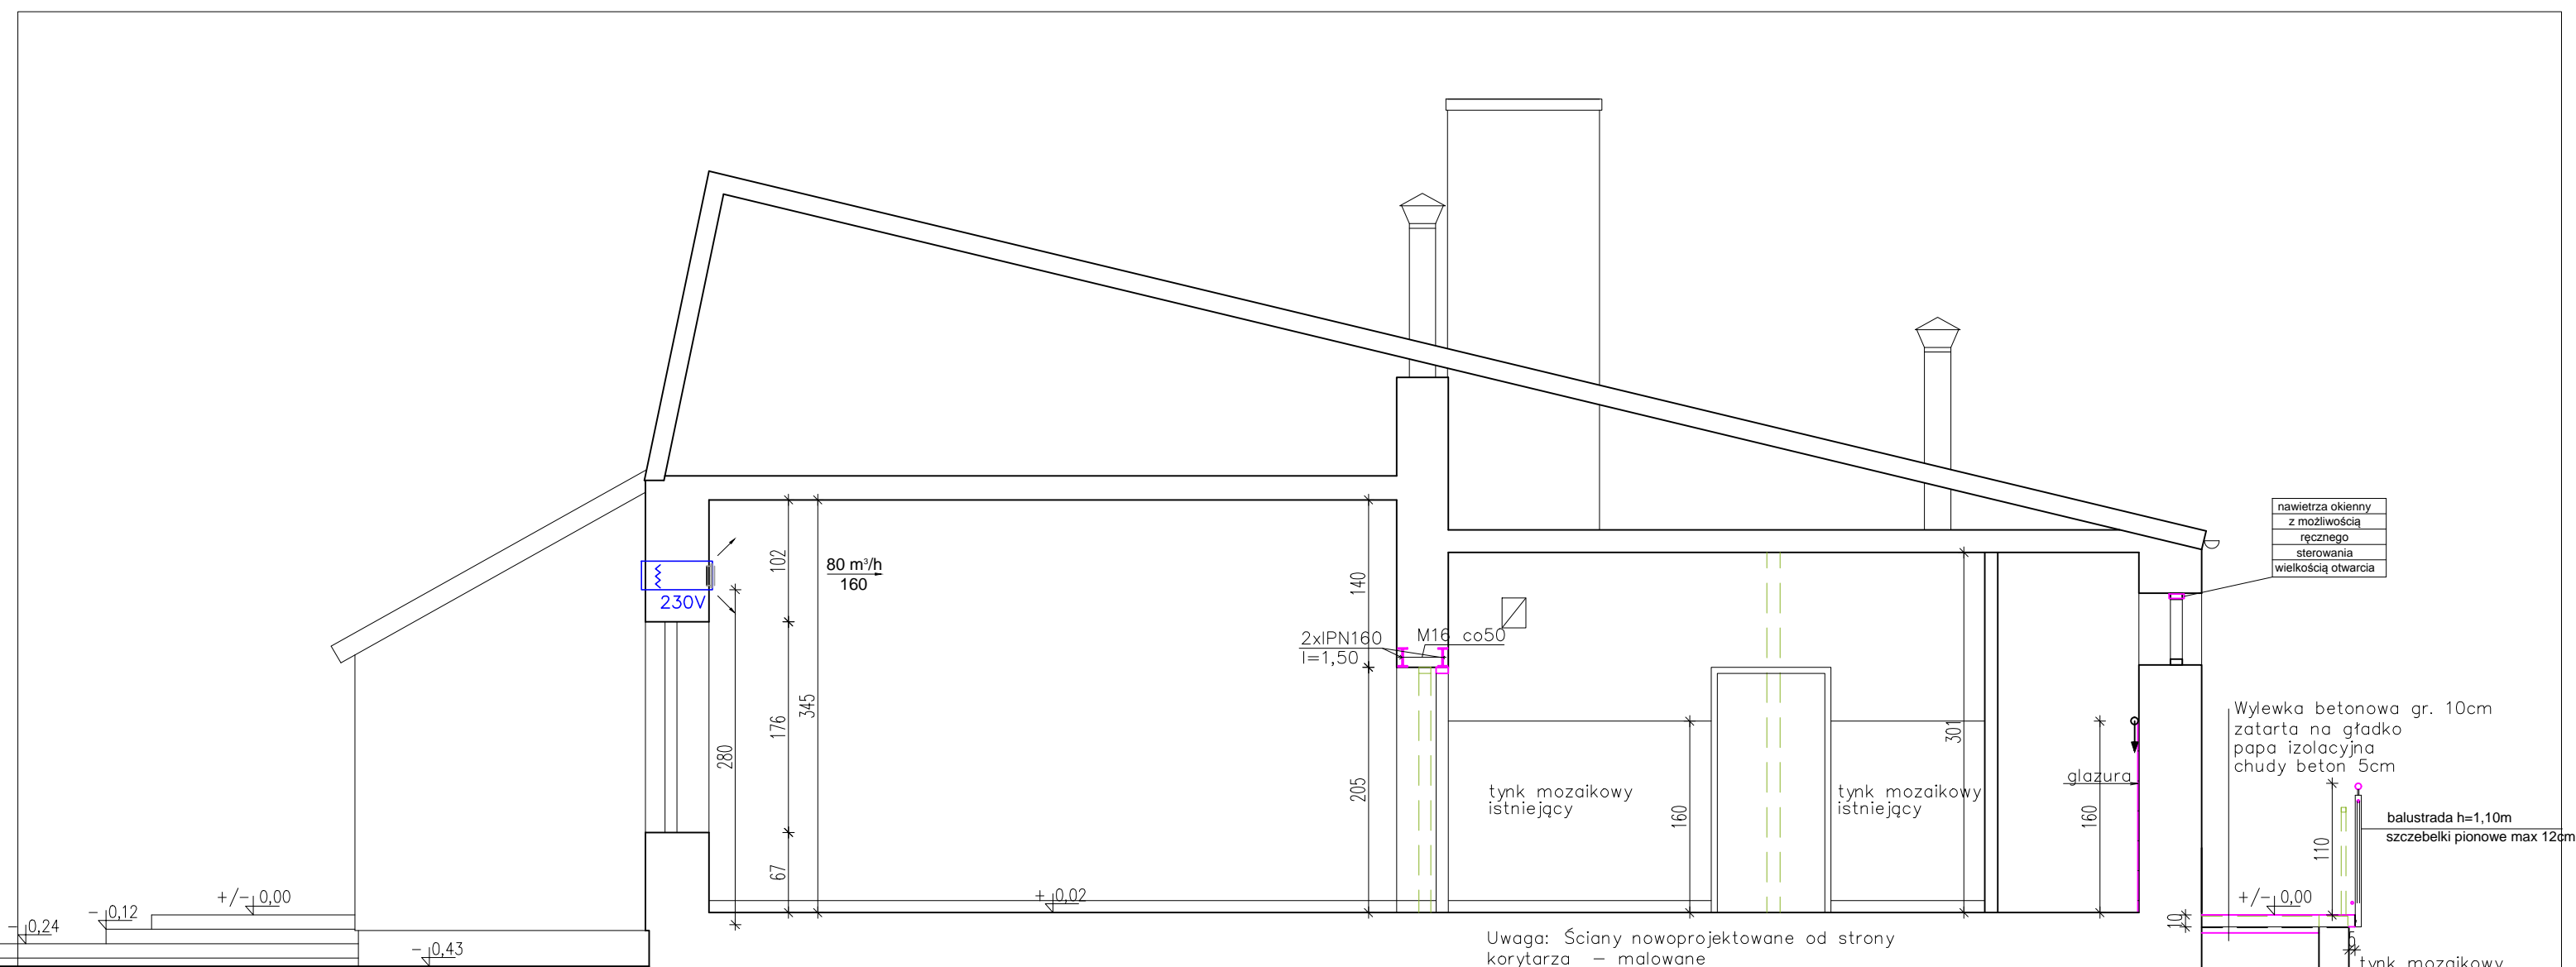 nawietrza okienny
z możliwością
ręcznego
sterowania
wielkością otwarcia
102
80 m³/h
160
140
230V
2xIPN160
l=1,50
M16 co50
345
176
280
301
205
Wylewka betonowa gr. 10cm
zatarta na gładko
papa izolacyjna
chudy beton 5cm
glazura
tynk mozaikowy
istniejący
160
tynk mozaikowy
istniejący
160
110
balustrada h=1,10m
szczebelki pionowe max 12cm
67
+/- 0,00
- 0,12
- 0,24
- 0,43
+ 0,02
+/- 0,00
10
5
Uwaga: Ściany nowoprojektowane od strony
korytarza – malowane
tynk mozaikowy